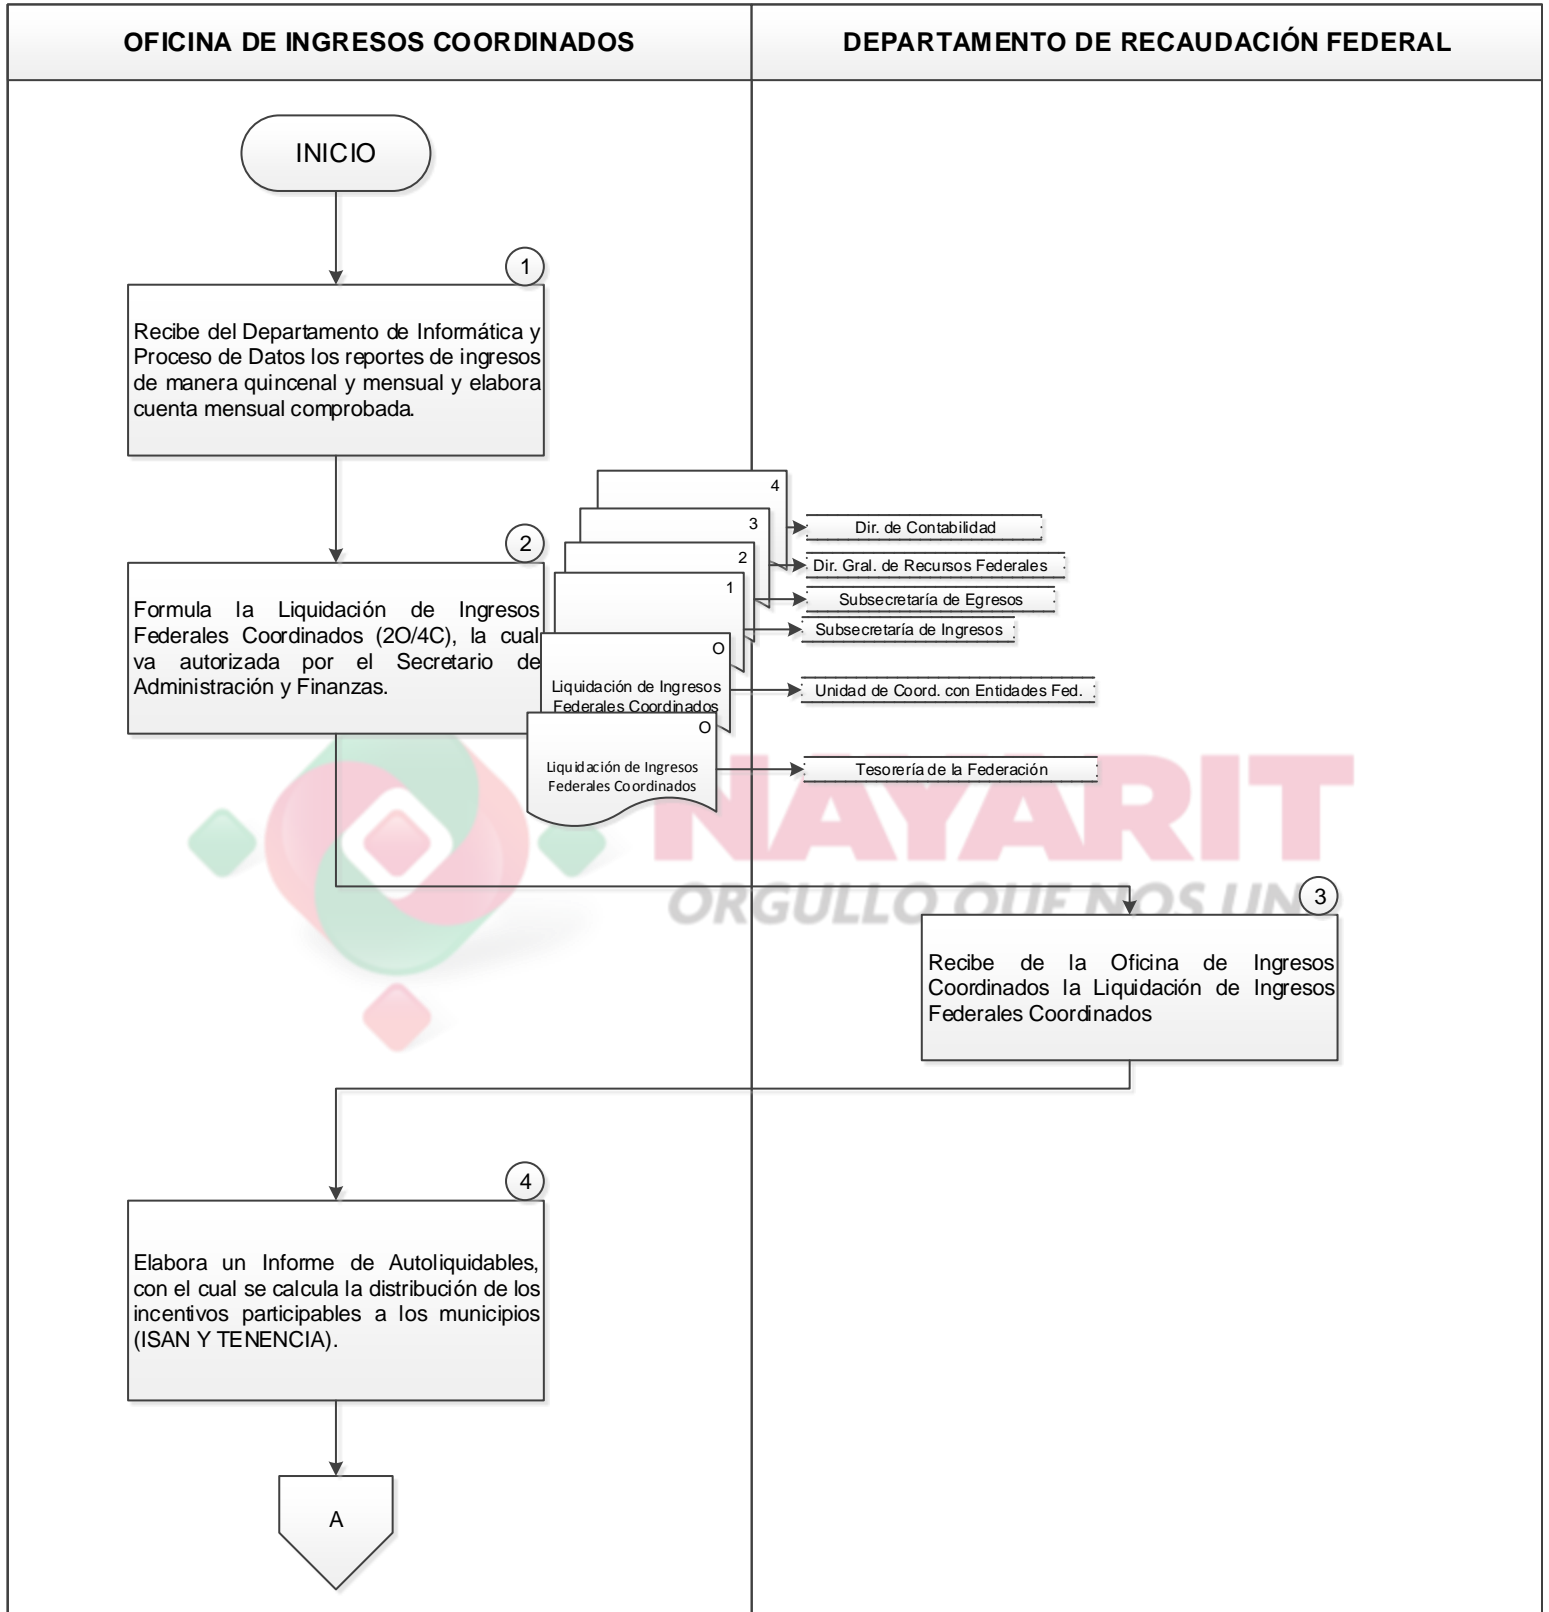 OFICINA DE INGRESOS COORDINADOS
DEPARTAMENTO DE RECAUDACIÓN FEDERAL
INICIO
1
Recibe del Departamento de Informática y
Proceso de Datos los reportes de ingresos
de manera quincenal y mensual y elabora
cuenta mensual comprobada.
2
Formula la Liquidación de Ingresos
Federales Coordinados (2O/4C), la cual
va autorizada por el Secretario de
Administración y Finanzas.
4
Dir. de Contabilidad
3
Dir. Gral. de Recursos Federales
2
Subsecretaría de Egresos
1
Subsecretaría de Ingresos
O
Liquidación de Ingresos
Federales Coordinados
Unidad de Coord. con Entidades Fed.
O
Liquidación de Ingresos
Federales Coordinados
Tesorería de la Federación
NAYARIT
ORGULLO QUE NOS UN
3
Recibe de la Oficina de Ingresos
Coordinados la Liquidación de Ingresos
Federales Coordinados
4
Elabora un Informe de Autoliquidables,
con el cual se calcula la distribución de los
incentivos participables a los municipios
(ISAN Y TENENCIA).
A